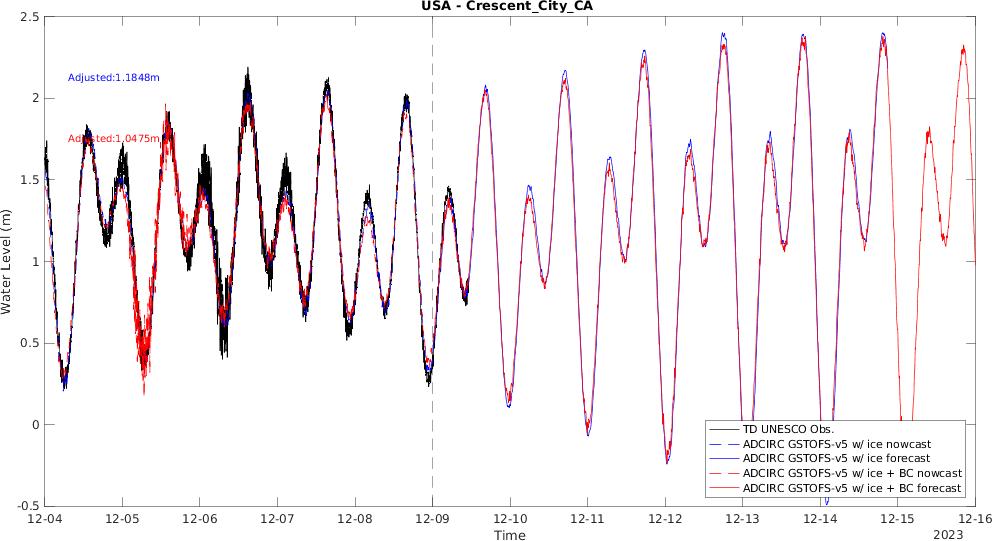 USA - Crescent_City_CA
2.5
2
1.5
1
0.5
0
-0.5
Water Level (m)
Adjusted:1.1848m
Adjusted:1.0475m
TD UNESCO Obs.
ADCIRC GSTOFS-v5 w/ ice nowcast
ADCIRC GSTOFS-v5 w/ ice forecast
ADCIRC GSTOFS-v5 w/ ice + BC nowcast
ADCIRC GSTOFS-v5 w/ ice + BC forecast
12-04 12-05 12-06 12-07 12-08 12-09 12-10 12-11 12-12 12-13 12-14 12-15 12-16
Time
2023